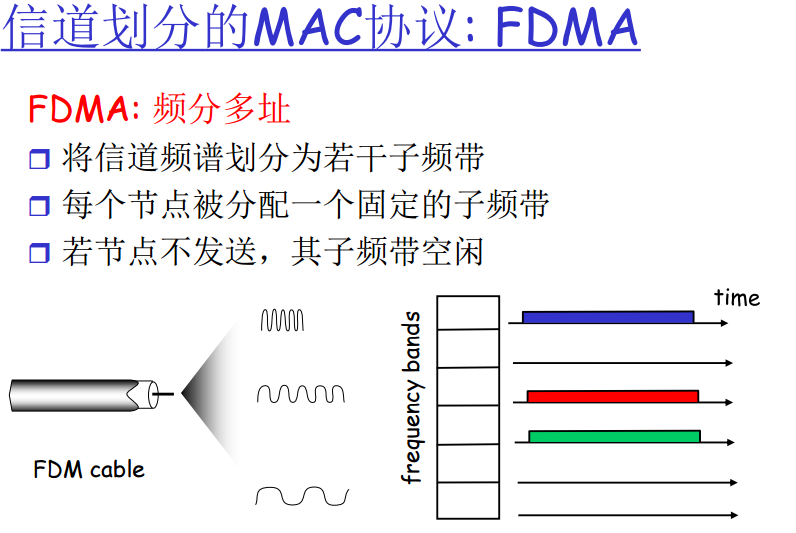 信道划分的MAC协议: FDMA
FDMA: 频分多址
将信道频谱划分为若干子频带
每个节点被分配一个固定的子频带
若节点不发送，其子频带空闲
time
frequency bands
FDM cable